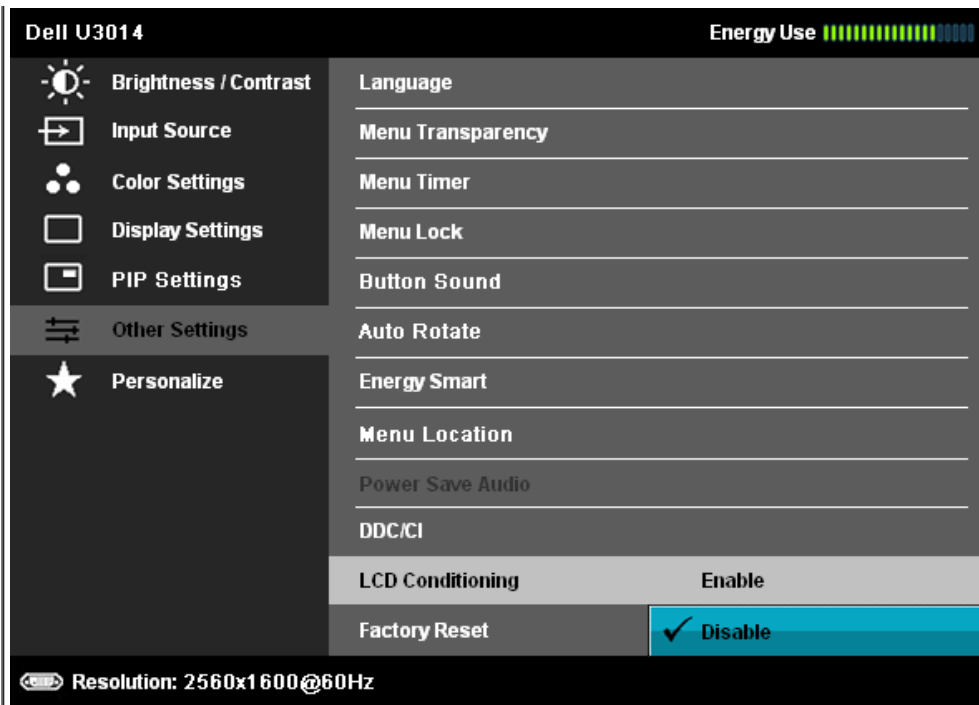 Dell U3014 Energy Use
Brightness / Contrast
Input Source
Color Settings
Display Settings
PIP Settings
Other Settings
Personalize
Language
Menu Transparency
Menu Timer
Menu Lock
Button Sound
Auto Rotate
Energy Smart
Menu Location
Power Save Audio
DDC/CI
LCD Conditioning Enable
Factory Reset Disable
Resolution: 2560x1600@60Hz